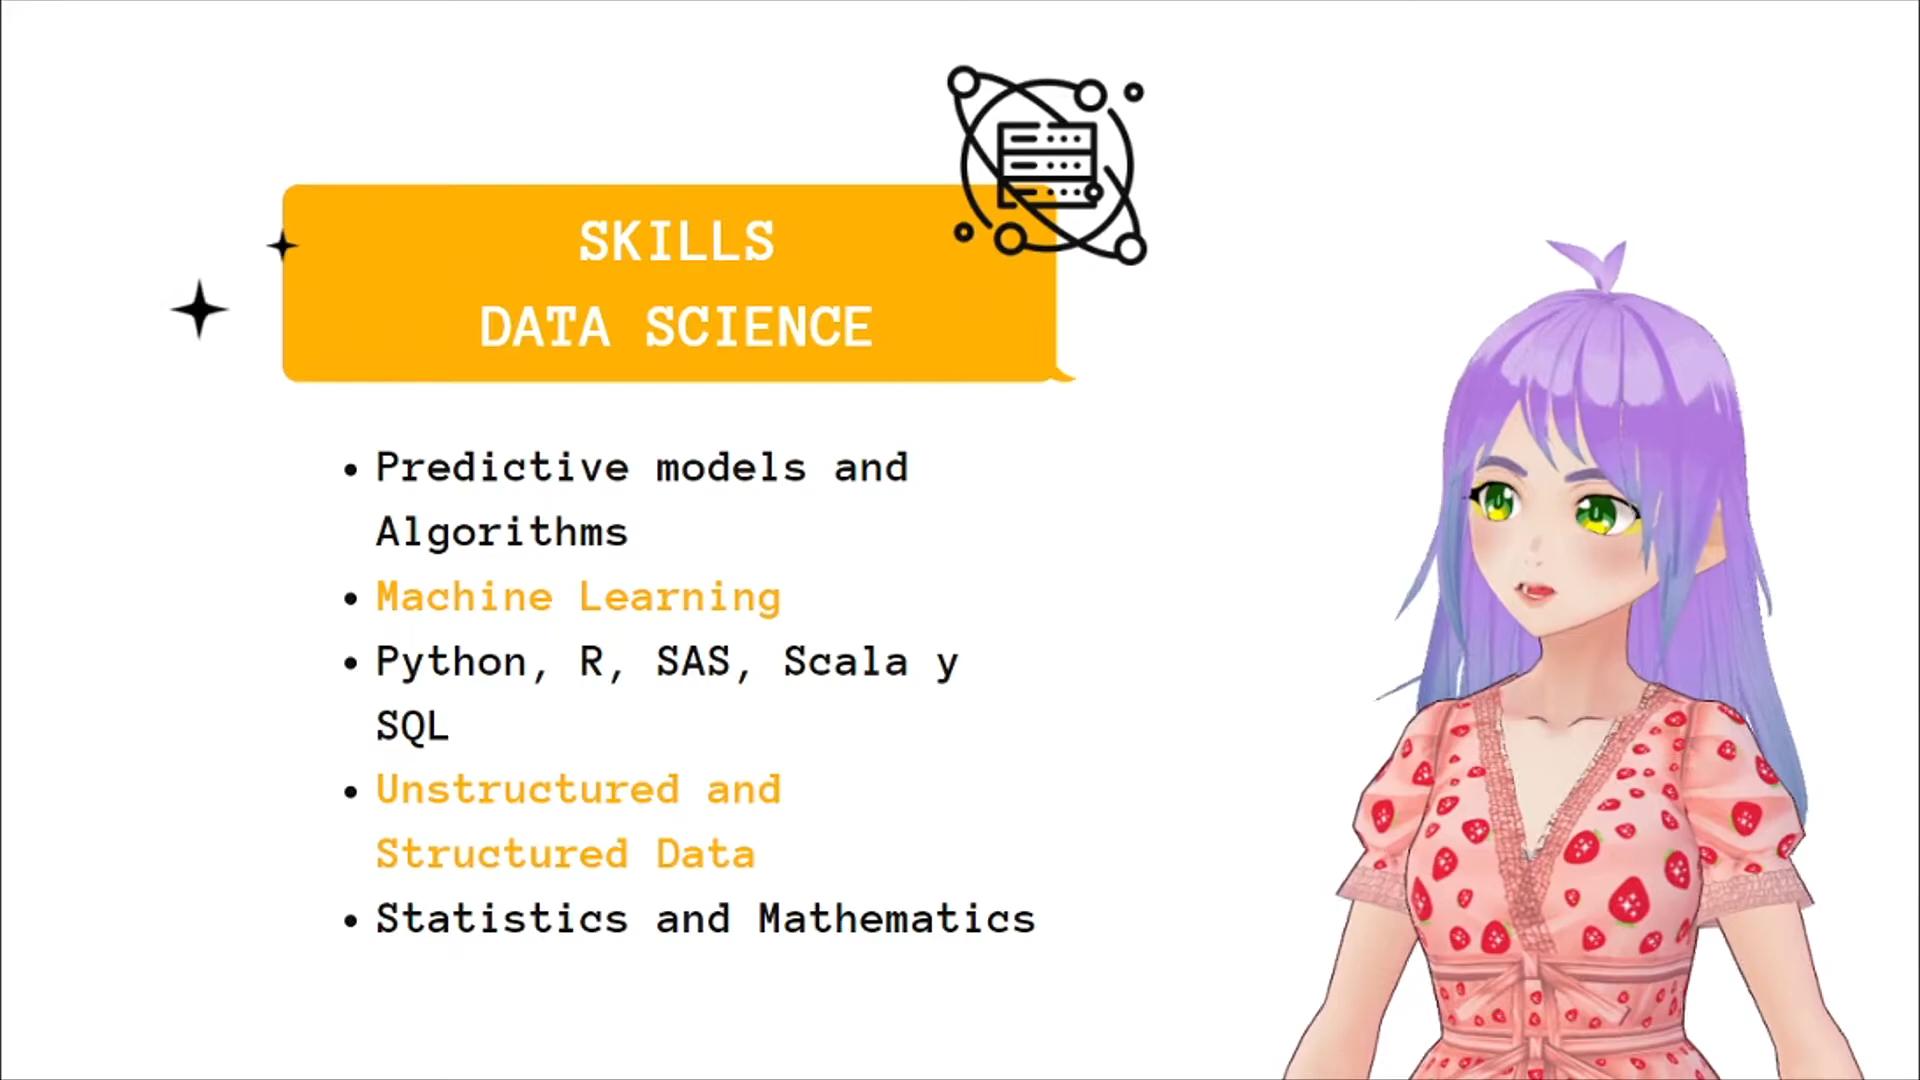 SKILLS
DATA SCIENCE
• Predictive models and
Algorithms
• Machine Learning
• Python, R, SAS, Scala y
SQL
• Unstructured and
Structured Data
• Statistics and Mathematics